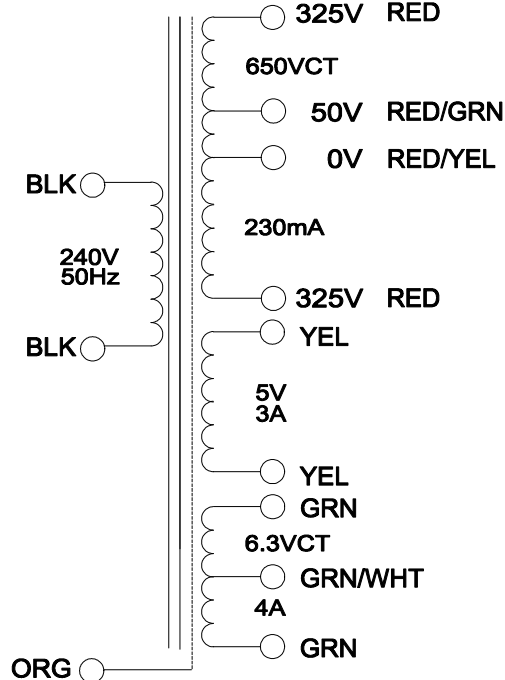 325V RED
650VCT
50V RED/GRN
0V RED/YEL
BLK
230mA
240V
50Hz
325V RED
YEL
BLK
5V
3A
YEL
GRN
6.3VCT
GRN/WHT
4A
GRN
ORG